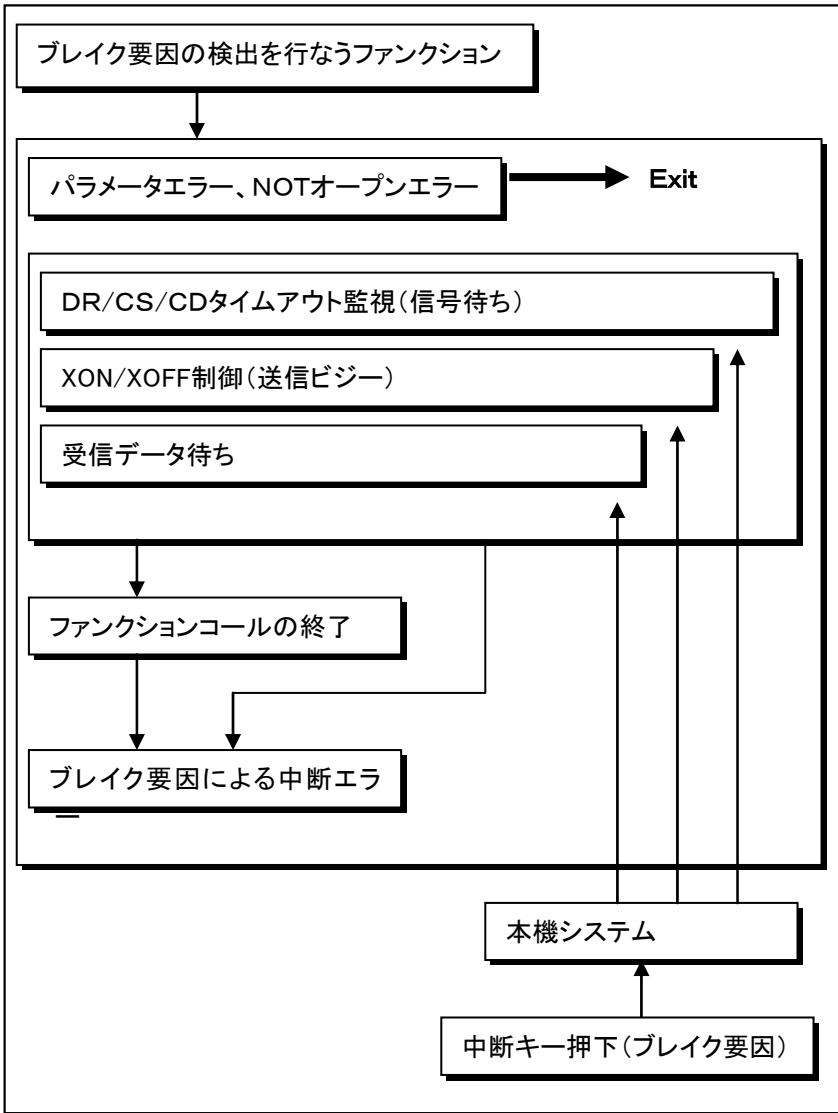 ブレイク要因の検出を行なうファンクション
パラメータエラー、NOTオープンエラー
Exit
DR/CS/CDタイムアウト監視(信号待ち)
XON/XOFF制御(送信ビジー)
受信データ待ち
ファンクションコールの終了
ブレイク要因による中断エラ
ー
本機システム
中断キー押下(ブレイク要因)